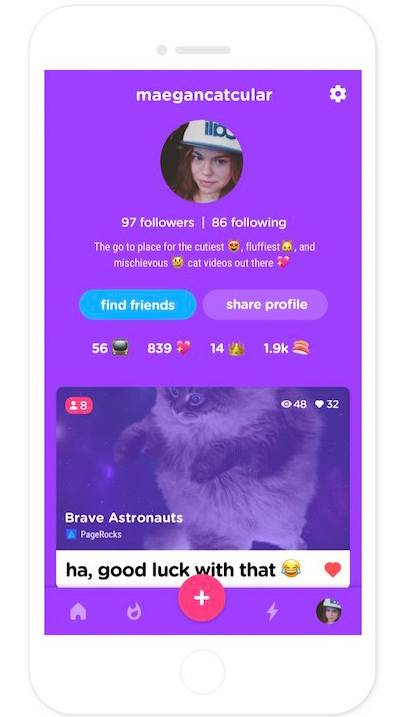 maegancatcular
97 followers | 86 following
The go to place for the cutiest 😍, fluffiest🐱, and
mischievous 😼 cat videos out there 💖
find friends
share profile
56 📺 839 💖 14 👑 1.9k 🥞
8
48 32
Brave Astronauts
PageRocks
ha, good luck with that 😂